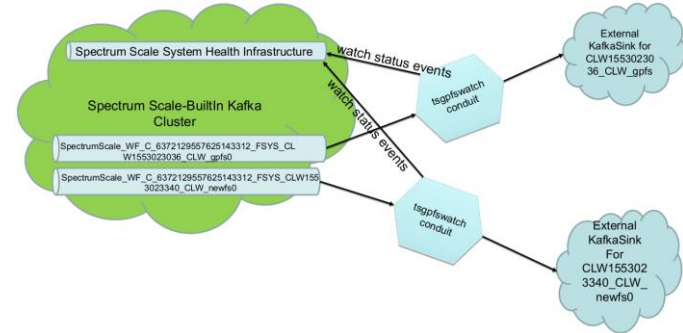 Spectrum Scale System Health Infrastructure
watch status events
watch status events
Spectrum Scale-BuiltIn Kafka
Cluster
SpectrumScale_WF_C_6372129557625143312_FSYS_CL
W1553023036_CLW_gpfs0
SpectrumScale_WF_C_6372129557625143312_FSYS_CLW155
3023340_CLW_newfs0
tsgpfswatch
conduit
tsgpfswatch
conduit
External
KafkaSink for
CLW15530230
36_CLW_gpfs
External
KafkaSink
For
CLW155302
3340_CLW_
newfs0